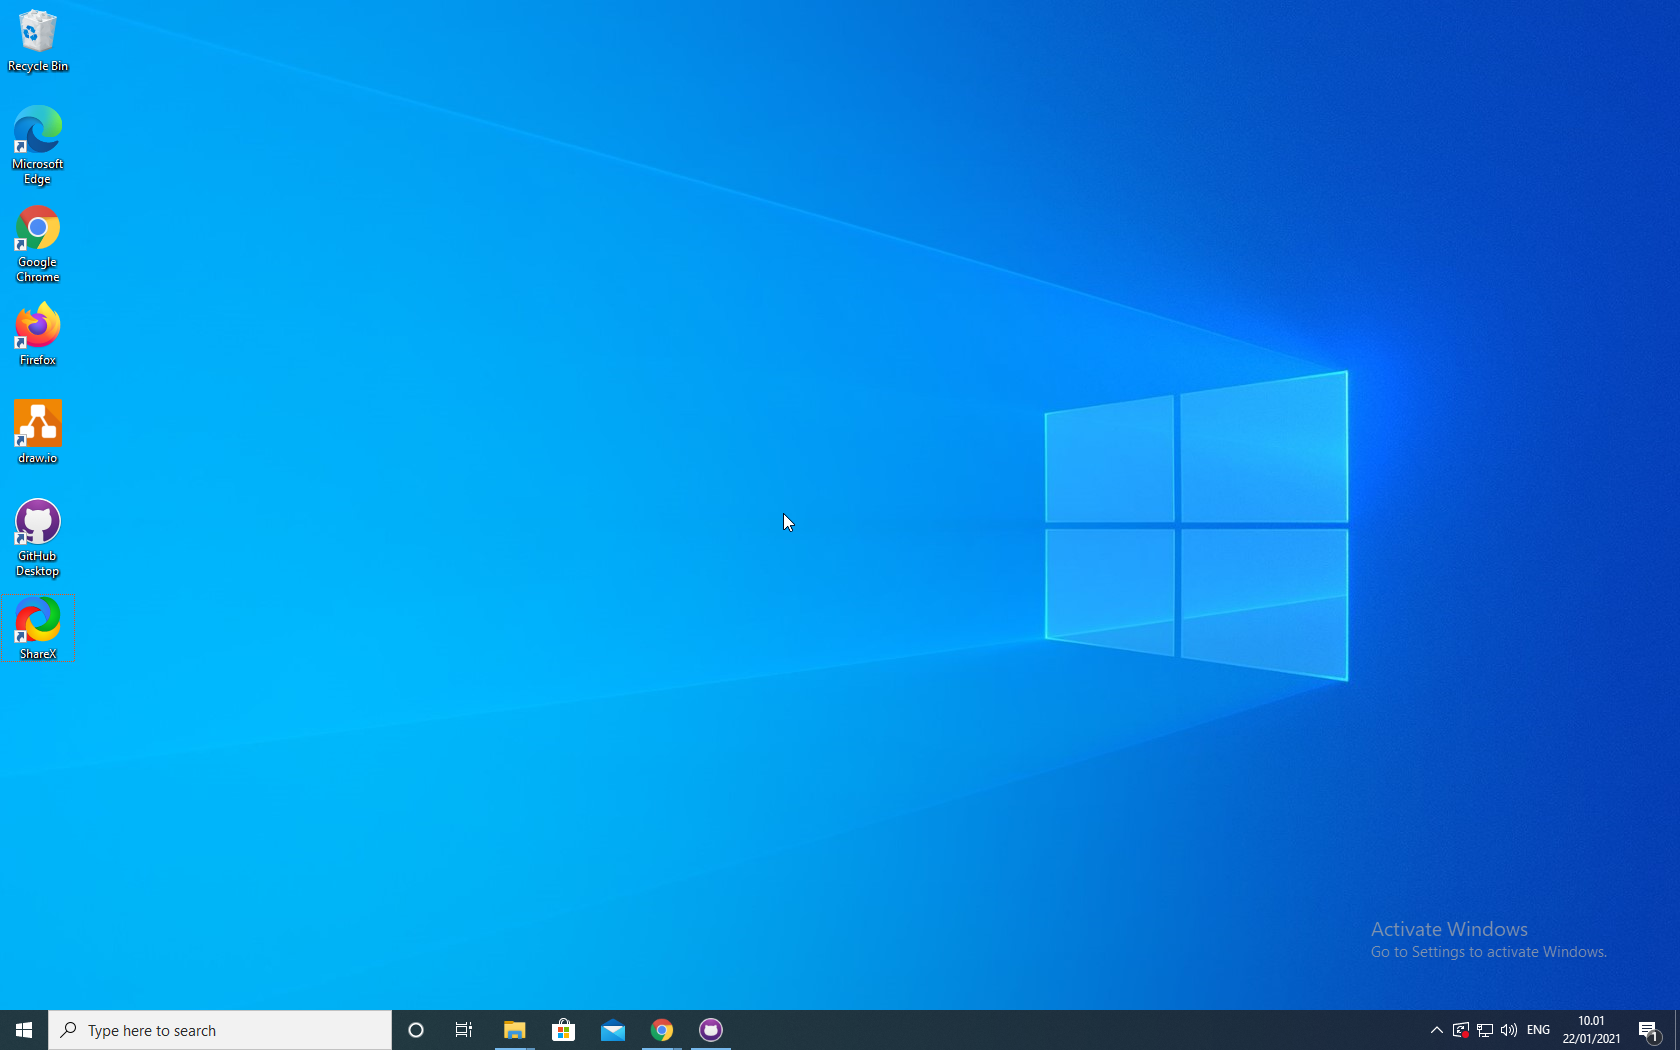 Recycle Bin
Microsoft
Edge
Google
Chrome
Firefox
draw.io
GitHub
Desktop
ShareX
Activate Windows
Go to Settings to activate Windows.
Type here to search
ENG
10.01
22/01/2021
1